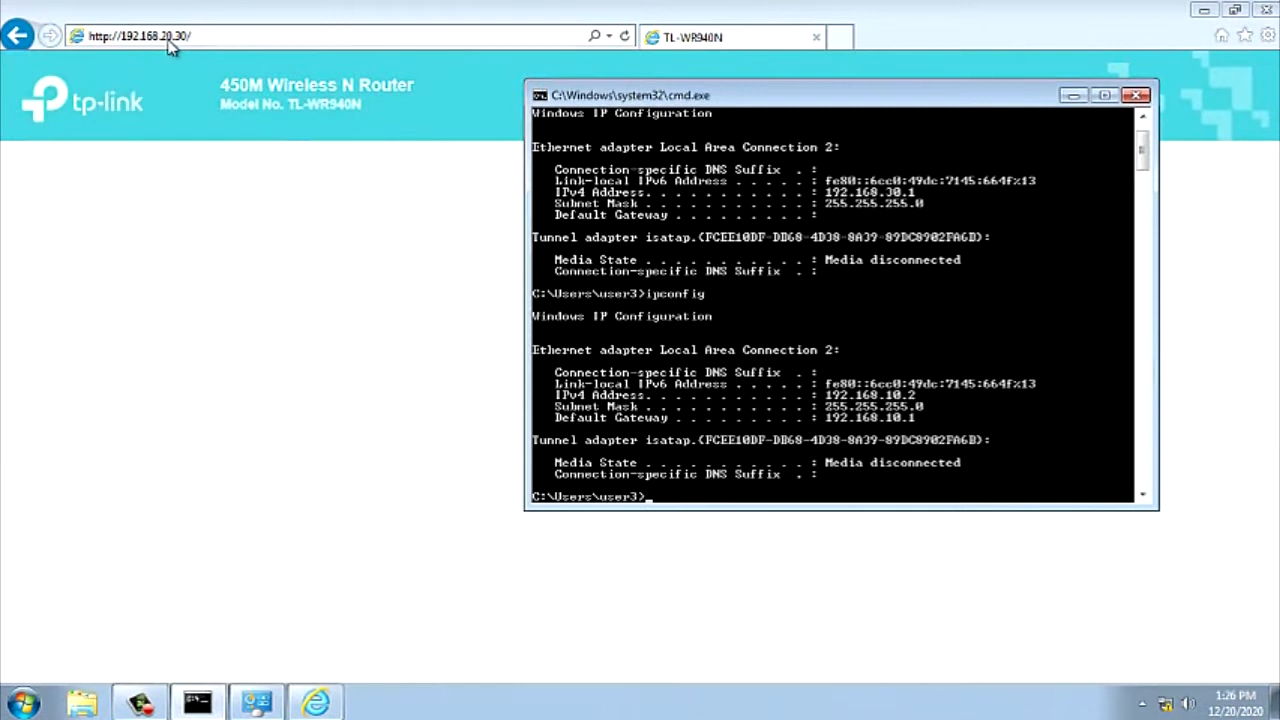 http://192.168.20.30/
TL-WR940N
tp-link
450M Wireless N Router
Model No. TL-WR940N
C:\Windows\system32\cmd.exe
Windows IP Configuration
Ethernet adapter Local Area Connection 2:
Connection-specific DNS Suffix . :
Link-local IPv6 Address . . . . . : fe80::6cc0:49dc:7145:664f%13
IPv4 Address. . . . . . . . . . . : 192.168.30.1
Subnet Mask . . . . . . . . . . . : 255.255.255.0
Default Gateway . . . . . . . . . :
Tunnel adapter isatap.{FCEE10DF-DB68-4D38-8A39-89DC8902FA6B}:
Media State . . . . . . . . . . . : Media disconnected
Connection-specific DNS Suffix . :
C:\Users\user3>ipconfig
Windows IP Configuration
Ethernet adapter Local Area Connection 2:
Connection-specific DNS Suffix . :
Link-local IPv6 Address . . . . . : fe80::6cc0:49dc:7145:664f%13
IPv4 Address. . . . . . . . . . . : 192.168.10.2
Subnet Mask . . . . . . . . . . . : 255.255.255.0
Default Gateway . . . . . . . . . : 192.168.10.1
Tunnel adapter isatap.{FCEE10DF-DB68-4D38-8A39-89DC8902FA6B}:
Media State . . . . . . . . . . . : Media disconnected
Connection-specific DNS Suffix . :
C:\Users\user3>_
1:26 PM
12/20/2020